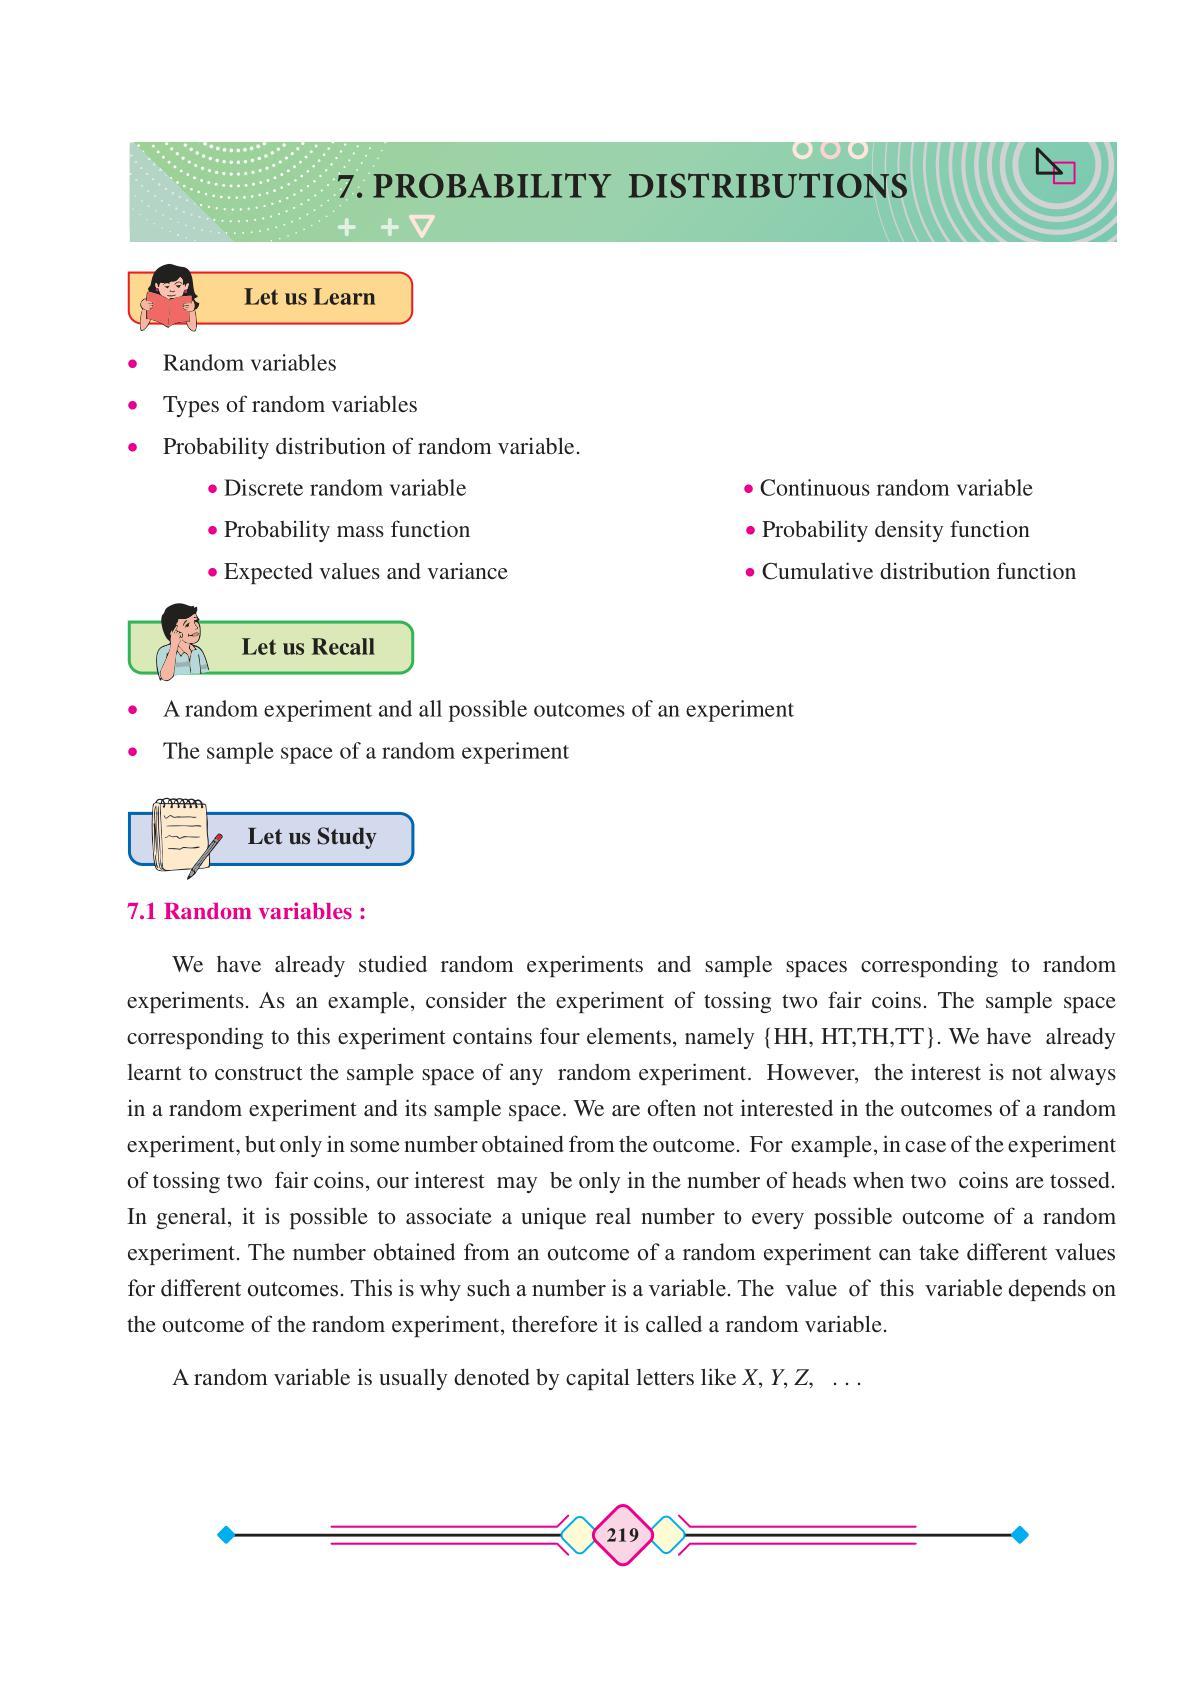 7. PROBABILITY DISTRIBUTIONS
Let us Learn
• Random variables
• Types of random variables
• Probability distribution of random variable.
• Discrete random variable • Continuous random variable
• Probability mass function • Probability density function
• Expected values and variance • Cumulative distribution function
Let us Recall
• A random experiment and all possible outcomes of an experiment
• The sample space of a random experiment
Let us Study
7.1 Random variables :
We have already studied random experiments and sample spaces corresponding to random
experiments. As an example, consider the experiment of tossing two fair coins. The sample space
corresponding to this experiment contains four elements, namely {HH, HT,TH,TT}. We have already
learnt to construct the sample space of any random experiment. However, the interest is not always
in a random experiment and its sample space. We are often not interested in the outcomes of a random
experiment, but only in some number obtained from the outcome. For example, in case of the experiment
of tossing two fair coins, our interest may be only in the number of heads when two coins are tossed.
In general, it is possible to associate a unique real number to every possible outcome of a random
experiment. The number obtained from an outcome of a random experiment can take different values
for different outcomes. This is why such a number is a variable. The value of this variable depends on
the outcome of the random experiment, therefore it is called a random variable.
A random variable is usually denoted by capital letters like X, Y, Z, . . .
219